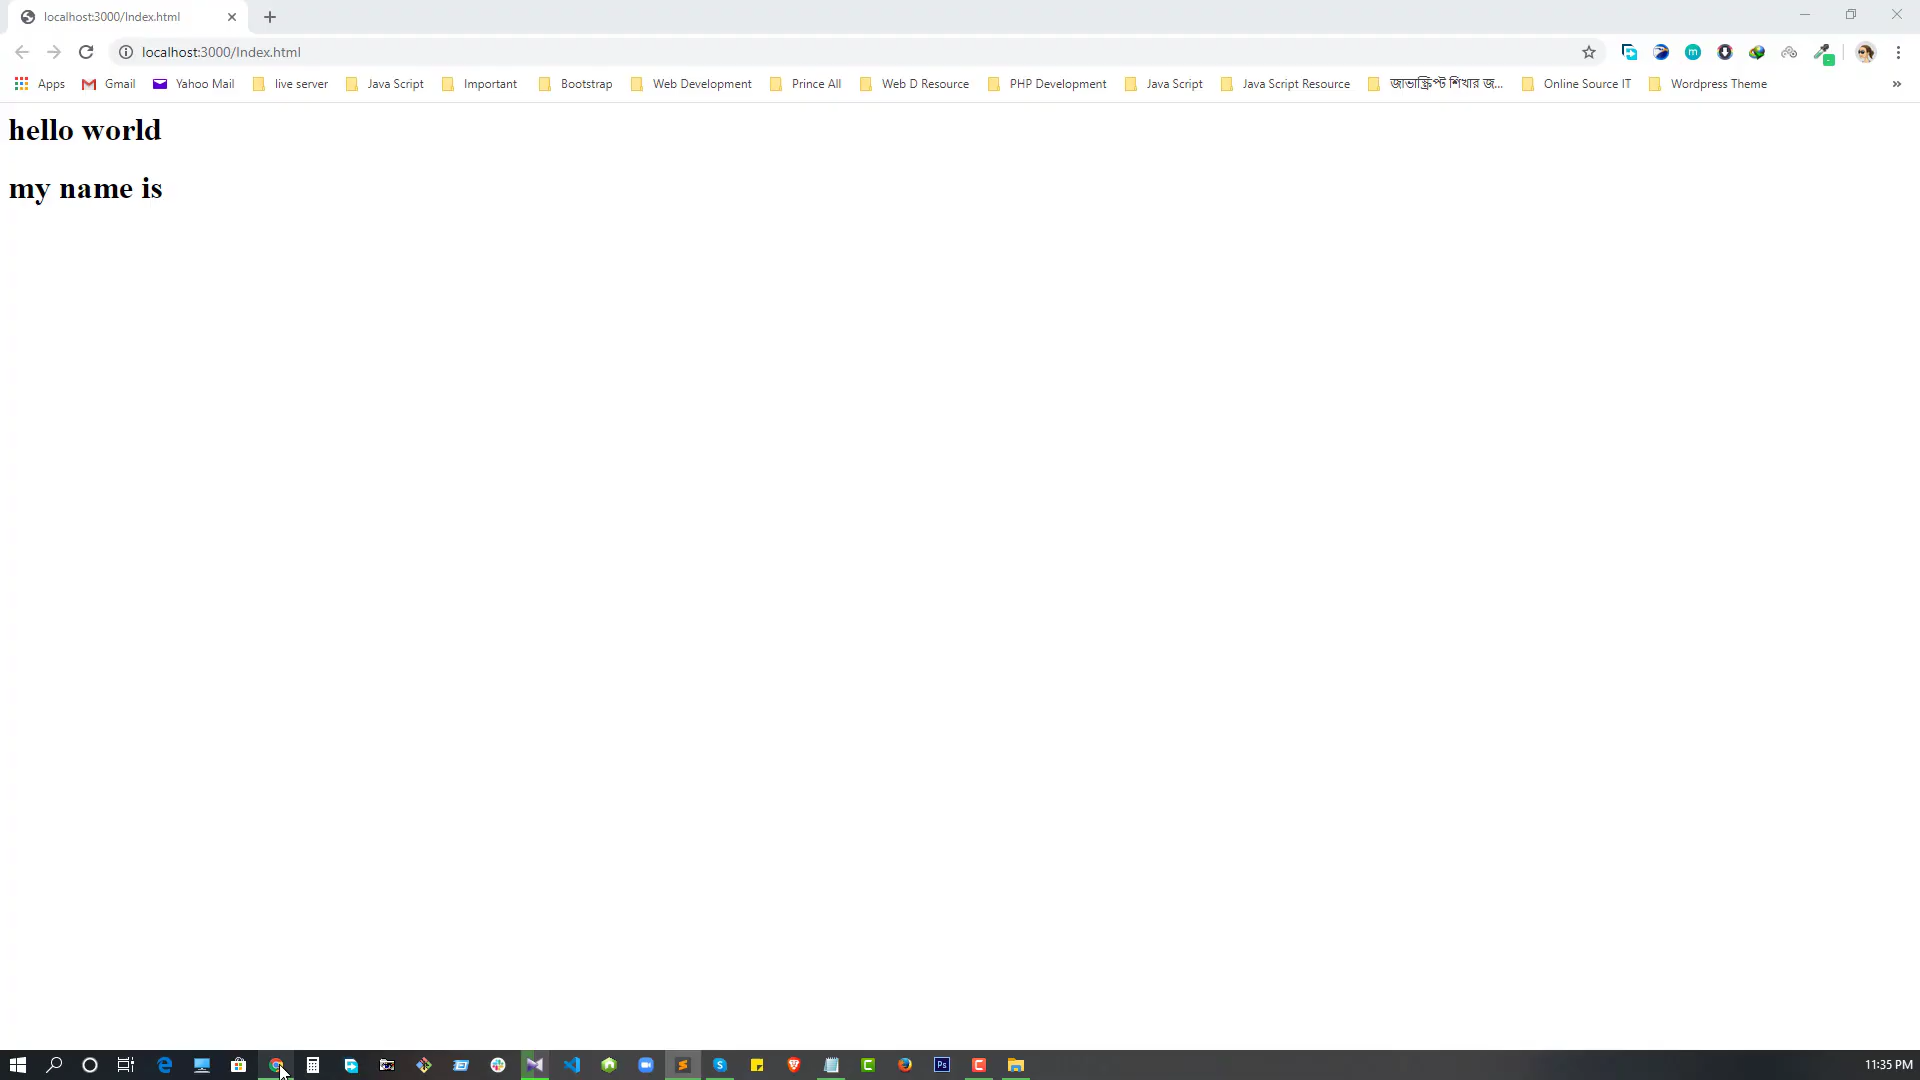 localhost:3000/Index.html
localhost:3000/Index.html
Apps Gmail Yahoo Mail live server Java Script Important Bootstrap Web Development Prince All Web D Resource PHP Development Java Script Java Script Resource জাভাস্ক্রিপ্ট শিখার জ... Online Source IT Wordpress Theme
hello world
my name is
11:35 PM